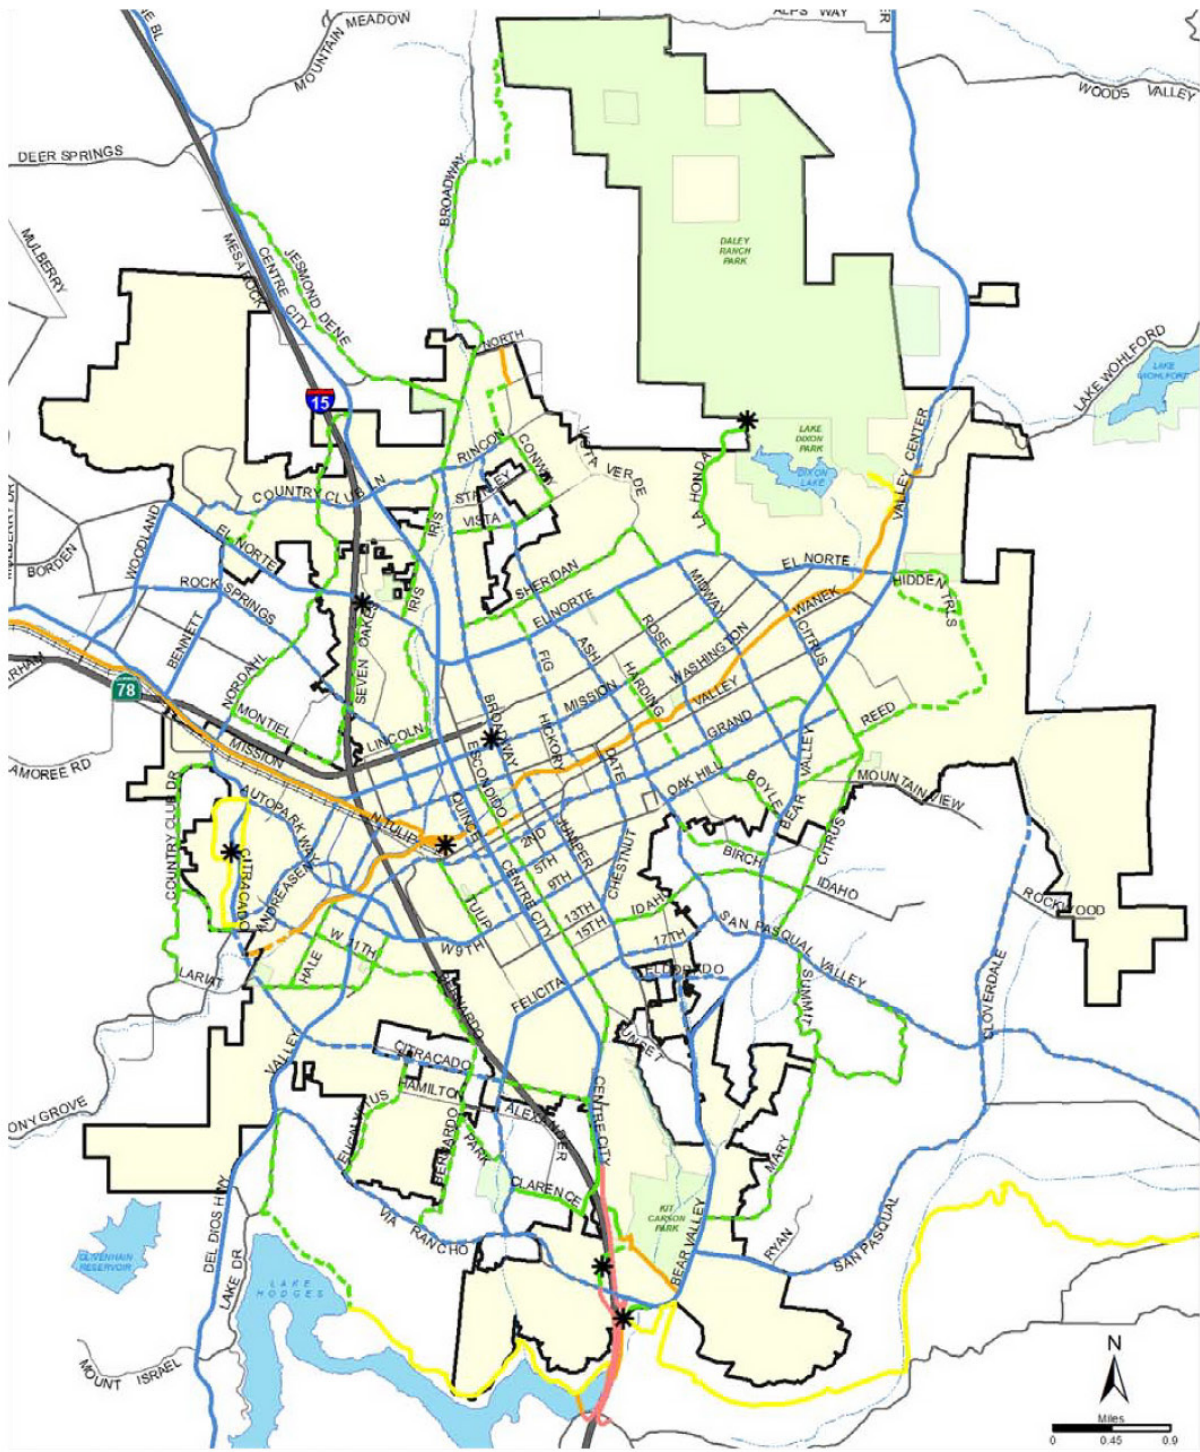 ALPS WAY
MOUNTAIN MEADOW
WOODS VALLEY
DEER SPRINGS
BROADWAY
MULBERRY
MESA ROCK
CENTRE CITY
JESMOND DENE
DALEY
RANCH
PARK
NORTH
LAKE WOHLFORD
LAKE
WOHLFORD
15
VALLEY CENTER
RINCON
CONWAY
VISTA VERDE
LAKE
DIXON
PARK
DIXON
LAKE
LA HONDA
COUNTRY CLUB LN
STANLEY
VISTA
IRIS
WOODLAND
EL NORTE
BORDEN
ROCK SPRINGS
SHERIDAN
EL NORTE
EL NORTE
MIDWAY
WANEK
HIDDEN TRLS
IRIS
SEVEN OAKES
BENNETT
NORDAHL
FIG
ASH
ROSE
WASHINGTON
CITRUS
HARDING
MISSION
VALLEY
78
MONTIEL
MISSION
LINCOLN
BROADWAY
ESCONDIDO
HICKORY
DATE
GRAND
REED
AMOREE RD
OAK HILL
BOYLE
VALLEY
BEAR
MOUNTAIN VIEW
COUNTRY CLUB DR
AUTOPARK WAY
N TULIP
QUINCE
2ND
JUNIPER
5TH
9TH
CHESTNUT
BIRCH
CITRUS
CITRACADO
ANDREASEN
TULIP
CENTRE CITY
13TH
15TH
IDAHO
IDAHO
ROCKWOOD
W 11TH
W 9TH
17TH
SAN PASQUAL VALLEY
LARIAT
HALE
ELDORADO
FELICITA
BERNARDO
SUMMIT
CLOVERDALE
SUNSET
VALLEY
CITRACADO
HAMILTON
EUCALYPTUS
ALEXANDER
CENTRE CITY
BERNARDO
PARK
MARY
CLARENCE
KIT
CARSON
PARK
BEAR VALLEY
RYAN
SAN PASQUAL
DEL DIOS HWY
VIA RANCHO
OLIVENHAIN
RESERVOIR
LAKE
HODGES
LAKE DR
MOUNT ISRAEL
N
Miles
0 0.45 0.9